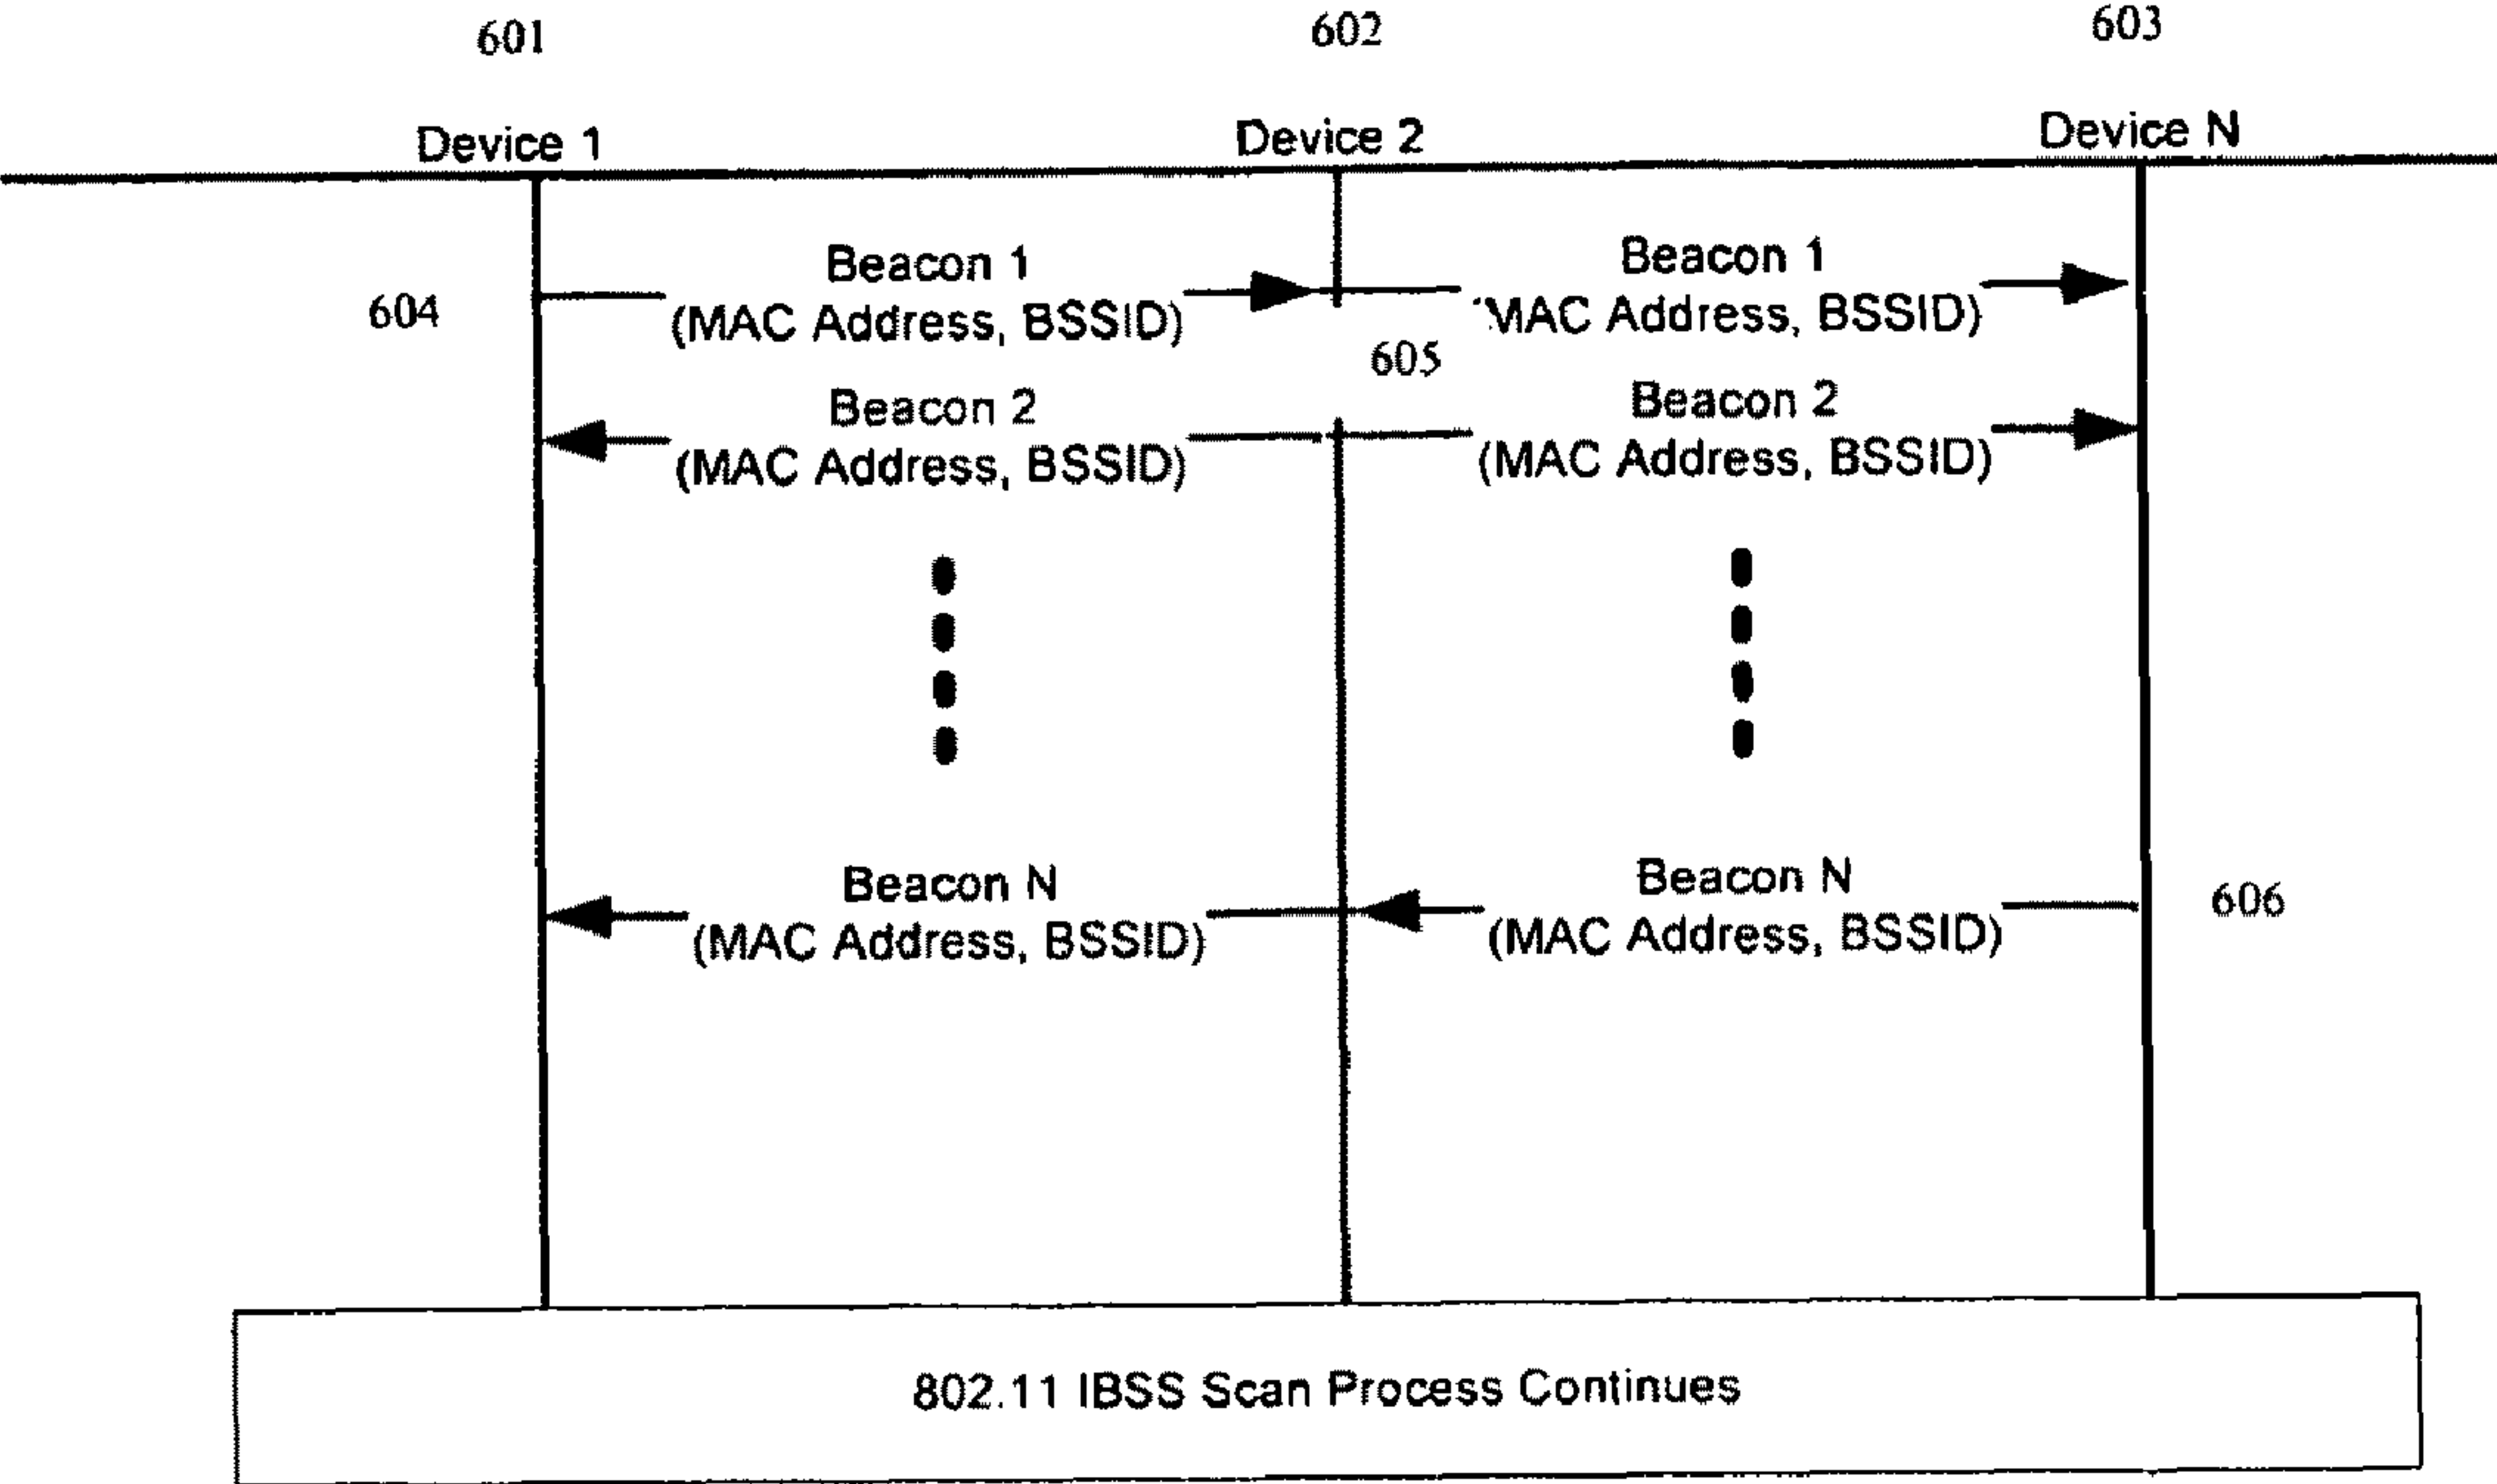 601 602 603
Device 1 Device 2 Device N
Beacon 1 Beacon 1
604 (MAC Address, BSSID) MAC Address, BSSID)
605
Beacon 2 Beacon 2
(MAC Address, BSSID) (MAC Address, BSSID)
Beacon N Beacon N
606
(MAC Address, BSSID) (MAC Address, BSSID)
802.11 IBSS Scan Process Continues